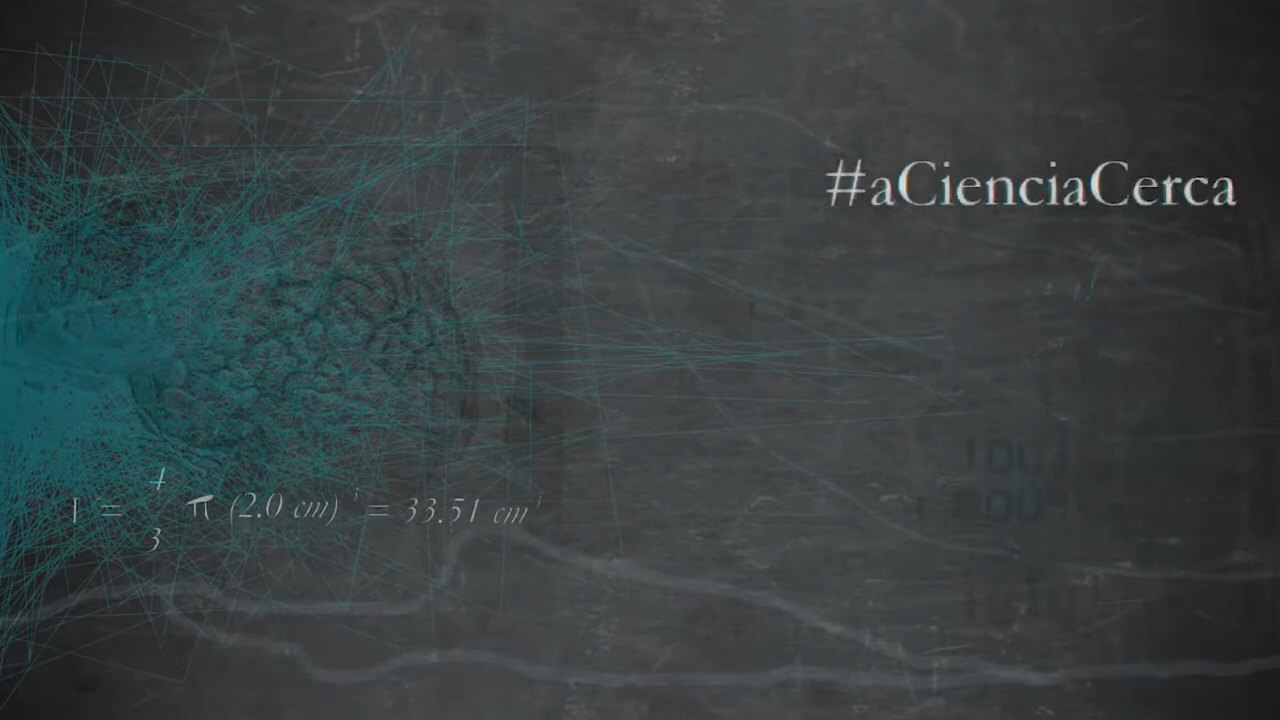 #aCienciaCerca
4
= π (2.0 cm)³ = 33.51 cm³
3